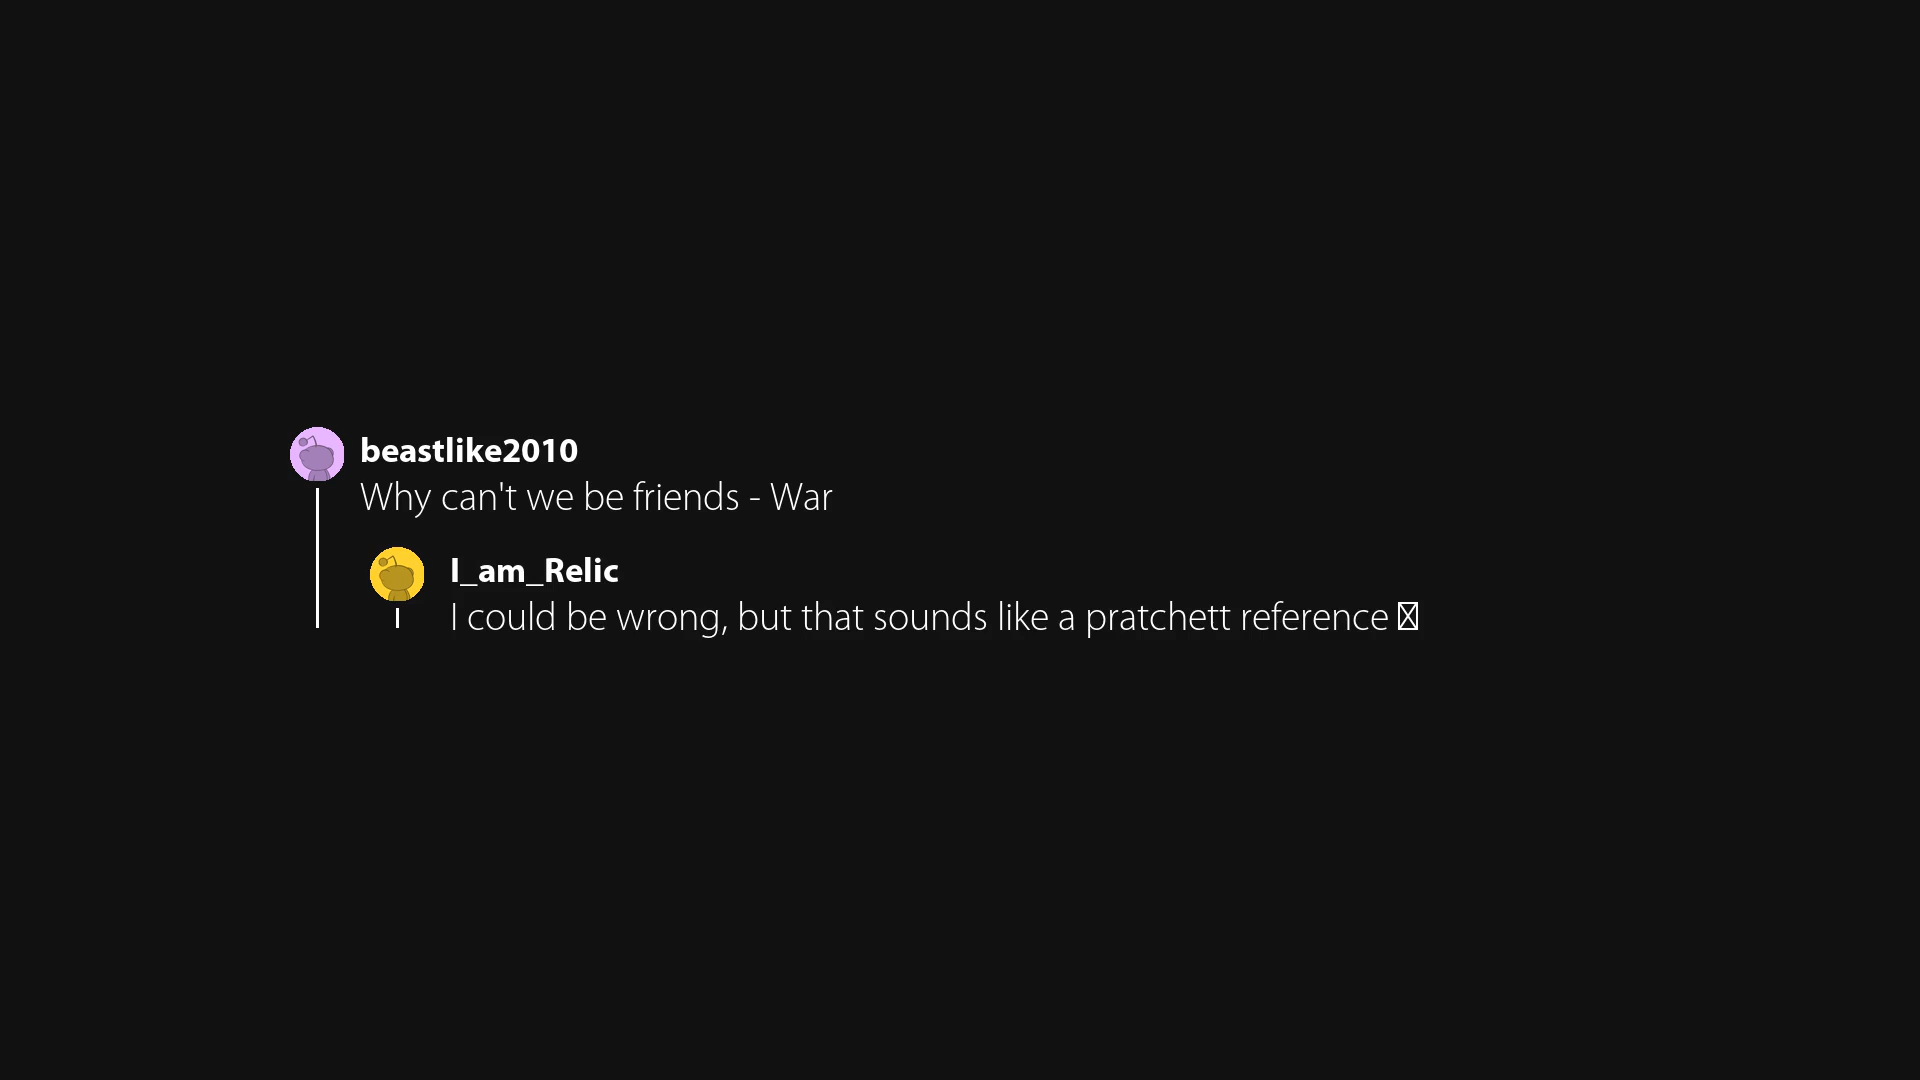 beastlike2010
Why can't we be friends - War
I_am_Relic
I could be wrong, but that sounds like a pratchett reference